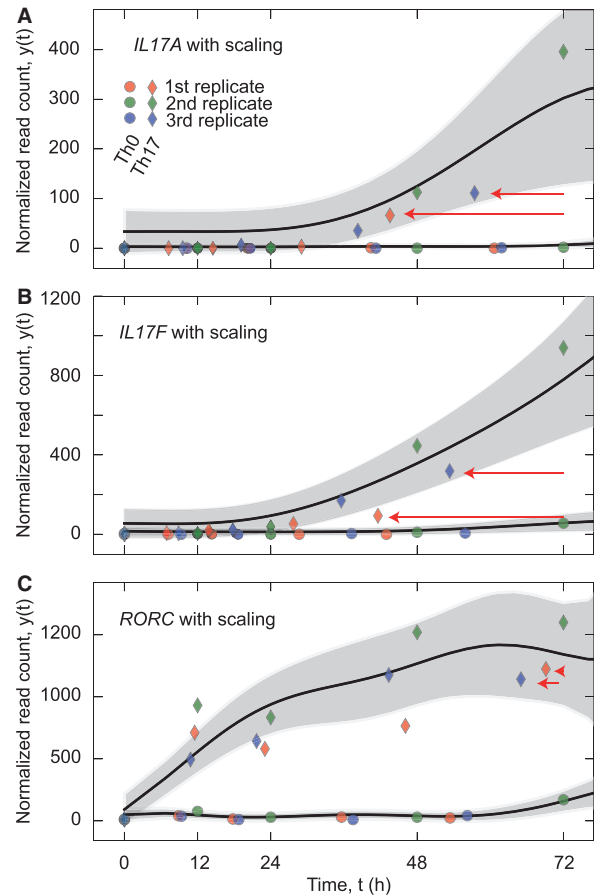 A
IL17A with scaling
1st replicate
2nd replicate
3rd replicate
Th0
Th17
Normalized read count, y(t)
400
300
200
100
0
B
IL17F with scaling
Normalized read count, y(t)
1200
800
400
0
C
RORC with scaling
Normalized read count, y(t)
1200
1000
500
0
0 12 24 48 72
Time, t (h)